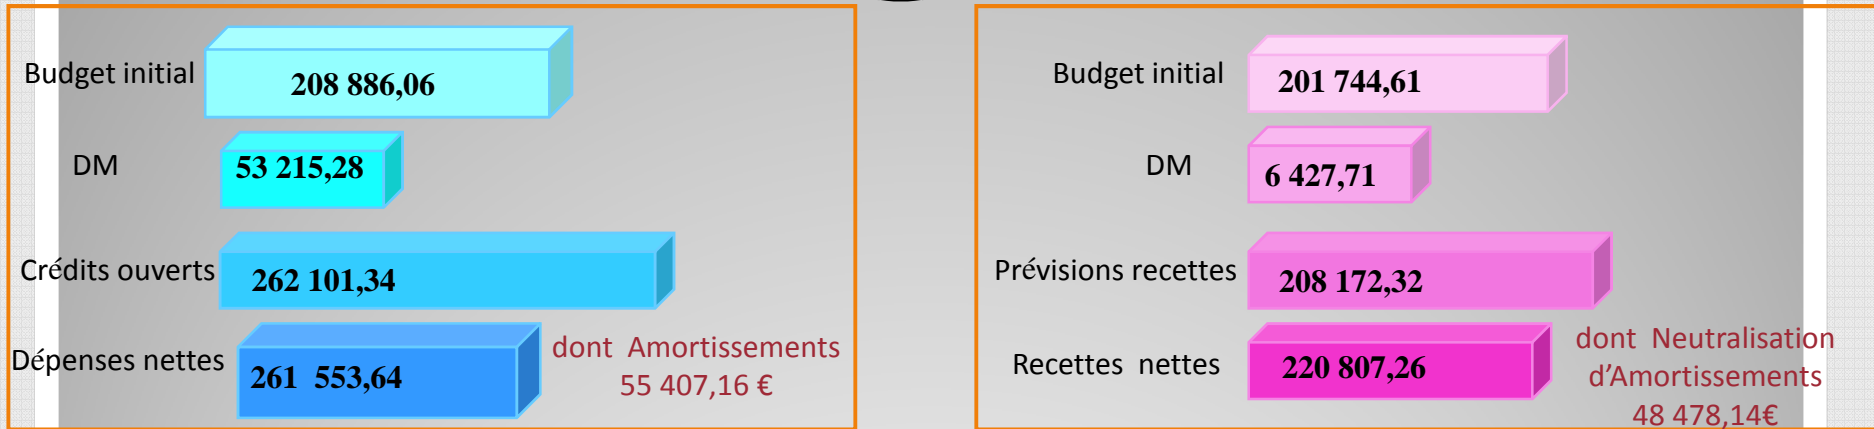 Budget initial
208 886,06
DM
53 215,28
Crédits ouverts
262 101,34
Dépenses nettes
261 553,64
dont Amortissements
55 407,16 €
Budget initial
201 744,61
DM
6 427,71
Prévisions recettes
208 172,32
Recettes nettes
220 807,26
dont Neutralisation
d’Amortissements
48 478,14€